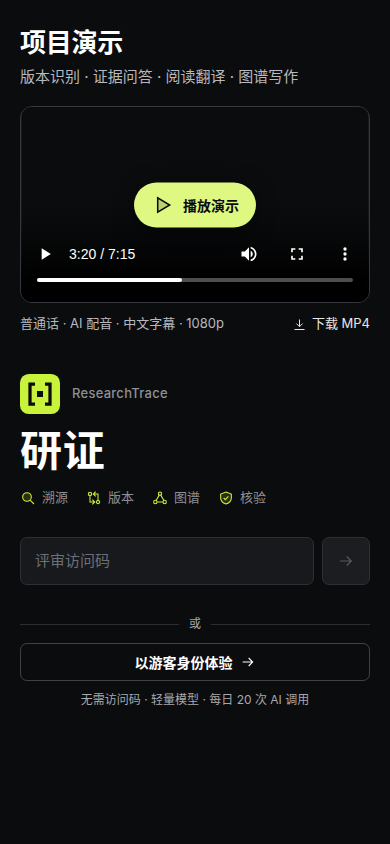 项目演示
版本识别 · 证据问答 · 阅读翻译 · 图谱写作
播放演示
3:20 / 7:15
普通话 · AI 配音 · 中文字幕 · 1080p
下载 MP4
ResearchTrace
研证
溯源 版本 图谱 核验
评审访问码
或
以游客身份体验
无需访问码 · 轻量模型 · 每日 20 次 AI 调用